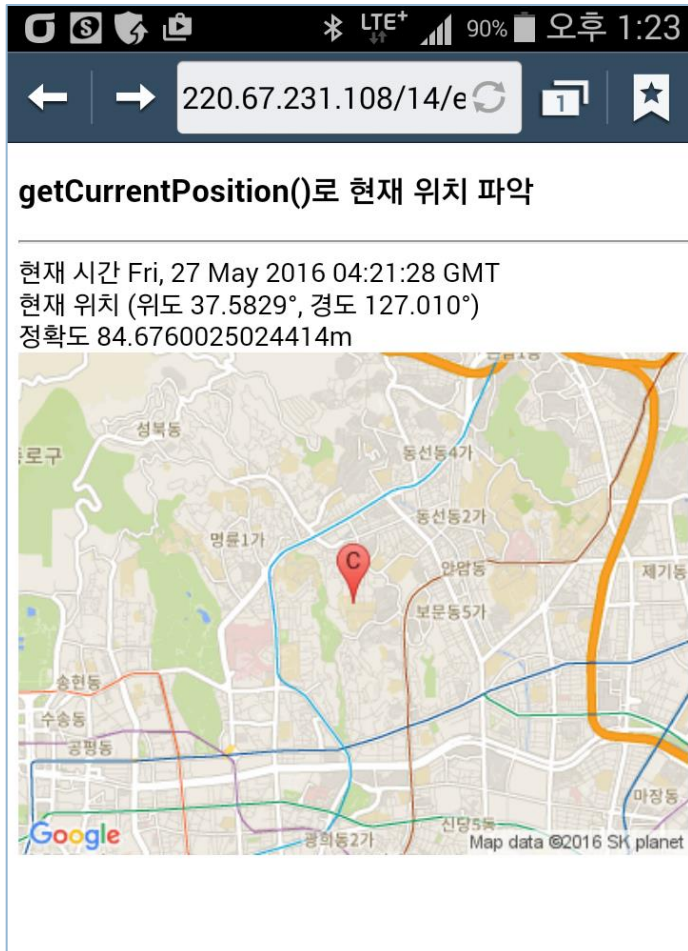 LTE+ 90% 오후 1:23
220.67.231.108/14/e
1
getCurrentPosition()로 현재 위치 파악
현재 시간 Fri, 27 May 2016 04:21:28 GMT
현재 위치 (위도 37.5829°, 경도 127.010°)
정확도 84.6760025024414m
성북동
동선동4가
로구
동선동2가
명륜1가
C
안암동
제기동
보문동5가
송현동
수송동
공평동
마장동
신당5동
Google
광희동2가
Map data ©2016 SK planet